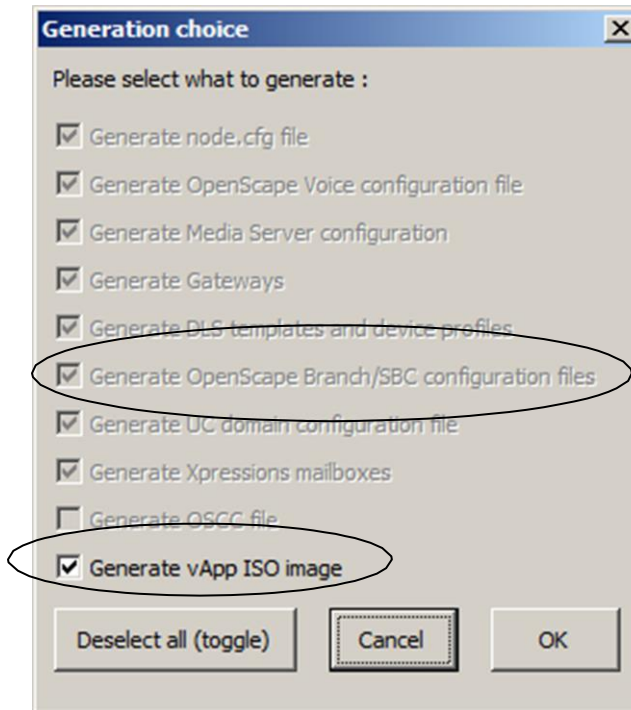 Generation choice
Please select what to generate :
Generate node.cfg file
Generate OpenScape Voice configuration file
Generate Media Server configuration
Generate Gateways
Generate DLS templates and device profiles
Generate OpenScape Branch/SBC configuration files
Generate UC domain configuration file
Generate Xpressions mailboxes
Generate OSCC file
Generate vApp ISO image
Deselect all (toggle) Cancel OK